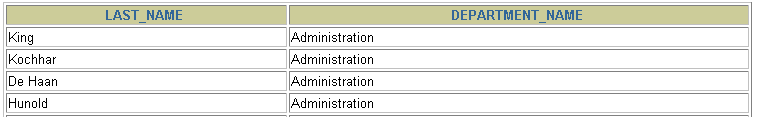 LAST_NAME DEPARTMENT_NAME
King Administration
Kochhar Administration
De Haan Administration
Hunold Administration